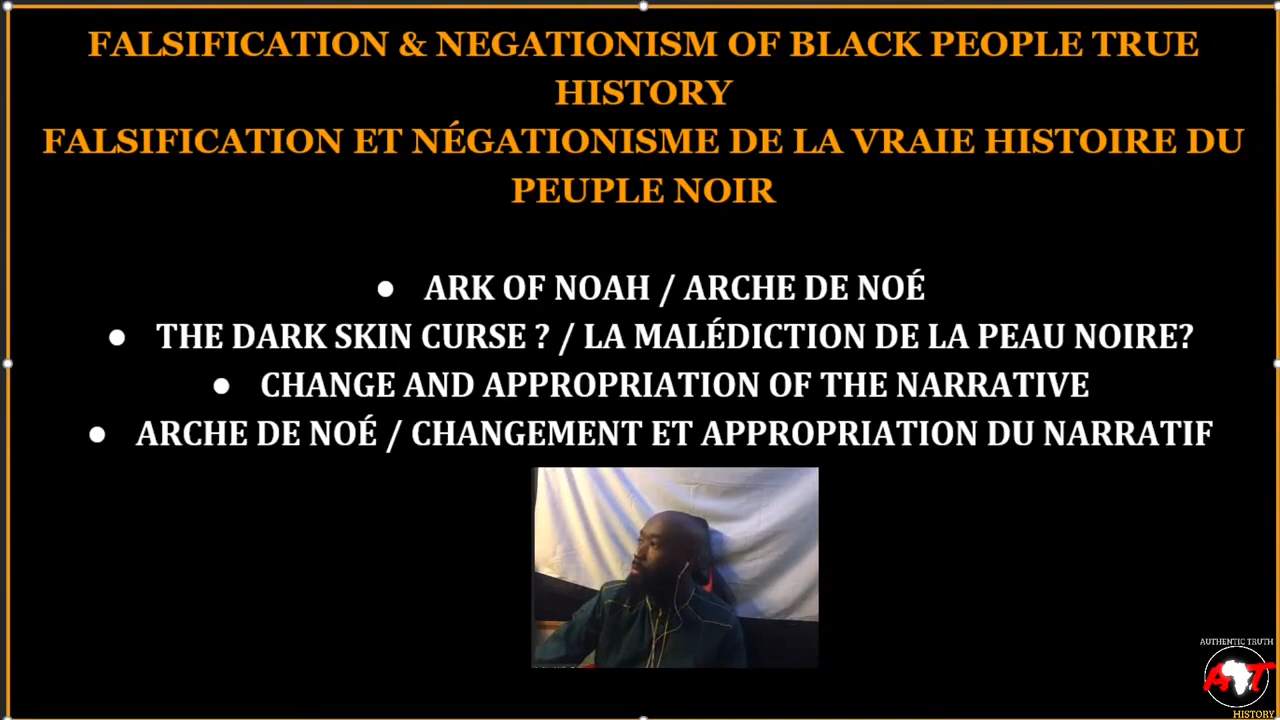 FALSIFICATION & NEGATIONISM OF BLACK PEOPLE TRUE
HISTORY
FALSIFICATION ET NÉGATIONISME DE LA VRAIE HISTOIRE DU
PEUPLE NOIR
● ARK OF NOAH / ARCHE DE NOÉ
● THE DARK SKIN CURSE ? / LA MALÉDICTION DE LA PEAU NOIRE?
● CHANGE AND APPROPRIATION OF THE NARRATIVE
● ARCHE DE NOÉ / CHANGEMENT ET APPROPRIATION DU NARRATIF
AUTHENTIC TRUTH
AT
HISTORY